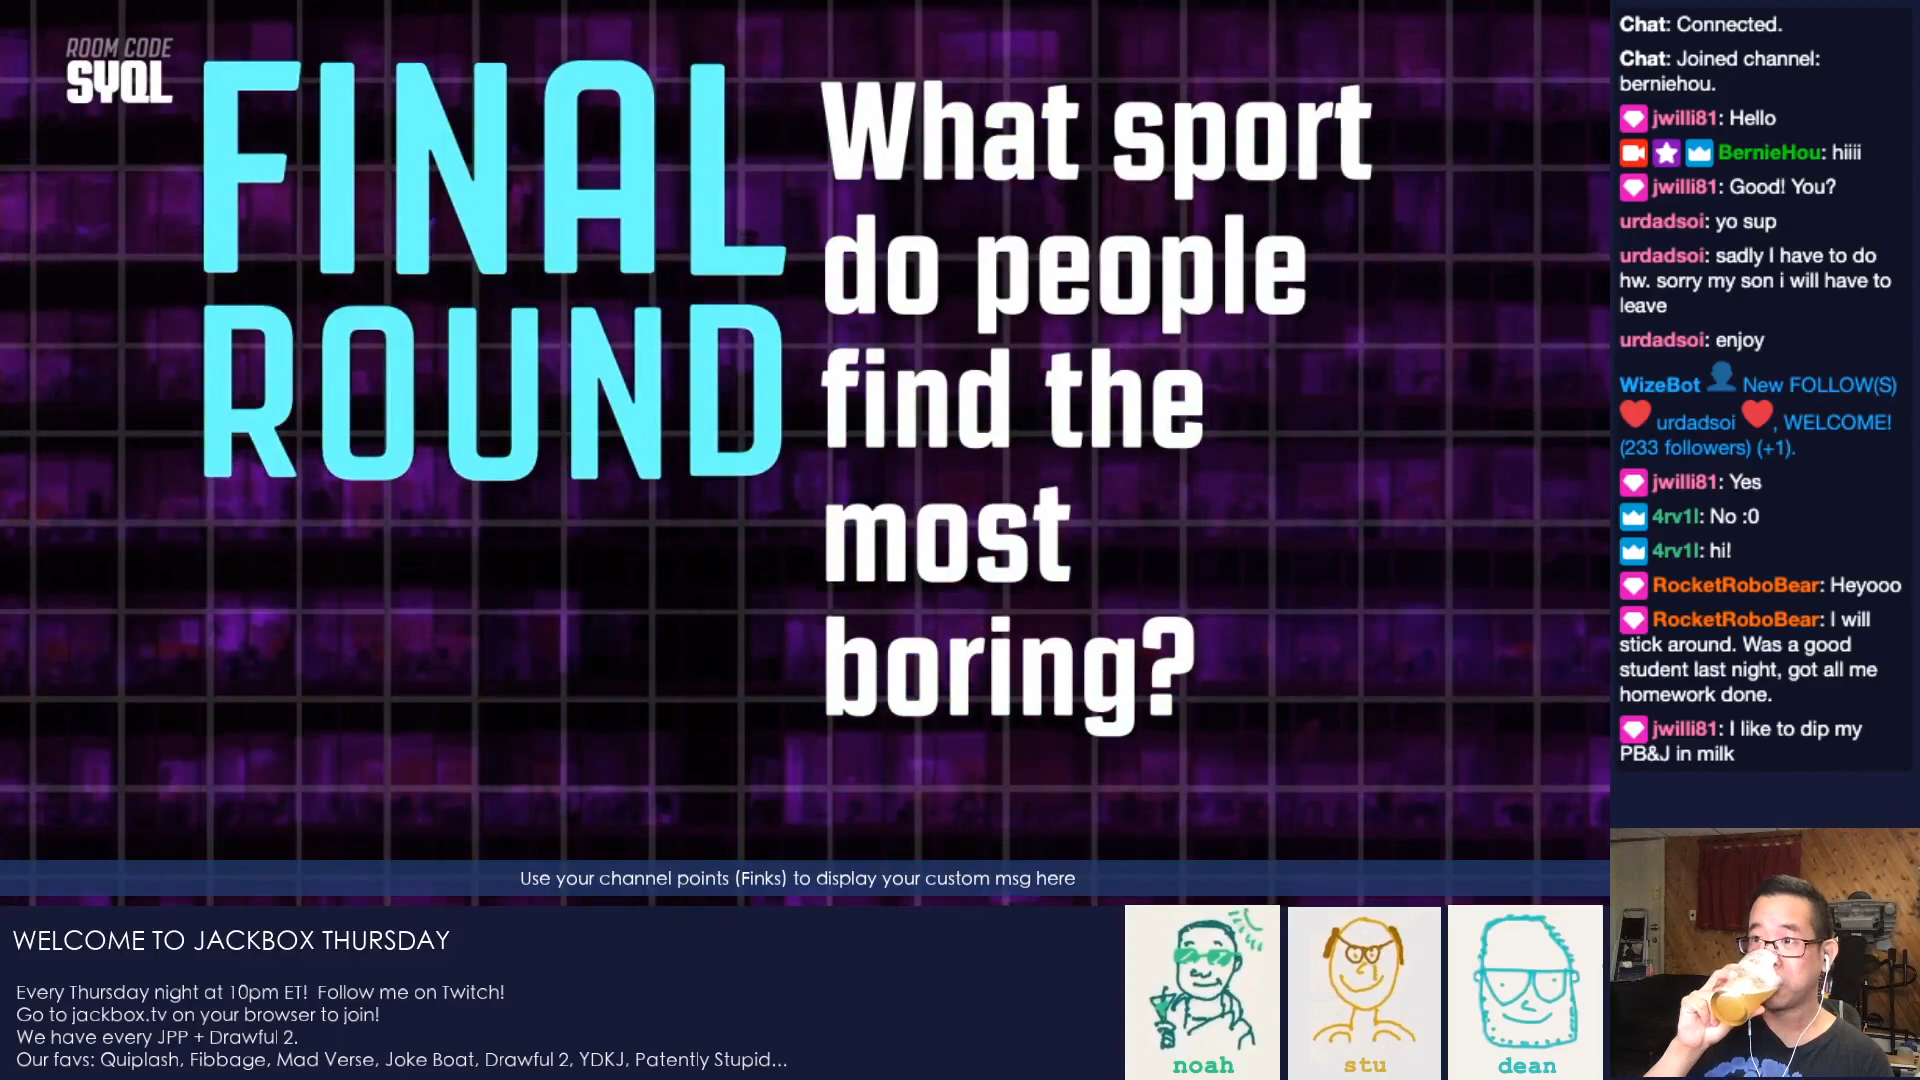 ROOM CODE
SYQL
FINAL
ROUND
What sport
do people
find the
most
boring?
Chat: Connected.
Chat: Joined channel:
berniehou.
jwilli81: Hello
BernieHou: hiiii
jwilli81: Good! You?
urdadsoi: yo sup
urdadsoi: sadly I have to do
hw. sorry my son i will have to
leave
urdadsoi: enjoy
WizeBot New FOLLOW(S)
urdadsoi , WELCOME!
(233 followers) (+1).
jwilli81: Yes
4rv1l: No :0
4rv1l: hi!
RocketRoboBear: Heyooo
RocketRoboBear: I will
stick around. Was a good
student last night, got all me
homework done.
jwilli81: I like to dip my
PB&J in milk
Use your channel points (Finks) to display your custom msg here
WELCOME TO JACKBOX THURSDAY
Every Thursday night at 10pm ET! Follow me on Twitch!
Go to jackbox.tv on your browser to join!
We have every JPP + Drawful 2.
Our favs: Quiplash, Fibbage, Mad Verse, Joke Boat, Drawful 2, YDKJ, Patently Stupid...
noah
stu
dean